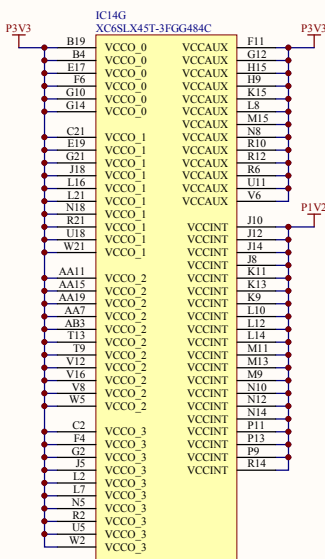 IC14G
XC6SLX45T-3FGG484C
P3V3
B19 VCCO_0
B4 VCCO_0
E17 VCCO_0
F6 VCCO_0
G10 VCCO_0
G14 VCCO_0
C21 VCCO_1
E19 VCCO_1
G21 VCCO_1
J18 VCCO_1
L16 VCCO_1
L21 VCCO_1
N18 VCCO_1
R21 VCCO_1
U18 VCCO_1
W21 VCCO_1
AA11 VCCO_2
AA15 VCCO_2
AA19 VCCO_2
AA7 VCCO_2
AB3 VCCO_2
T13 VCCO_2
T9 VCCO_2
V12 VCCO_2
V16 VCCO_2
V8 VCCO_2
W5 VCCO_2
C2 VCCO_3
F4 VCCO_3
G2 VCCO_3
J5 VCCO_3
L2 VCCO_3
L7 VCCO_3
N5 VCCO_3
R2 VCCO_3
U5 VCCO_3
W2 VCCO_3
P3V3
VCCAUX F11
VCCAUX G12
VCCAUX H15
VCCAUX H9
VCCAUX K15
VCCAUX L8
VCCAUX M15
VCCAUX N8
VCCAUX R10
VCCAUX R12
VCCAUX R6
VCCAUX U11
VCCAUX V6
P1V2
VCCINT J10
VCCINT J12
VCCINT J14
VCCINT J8
VCCINT K11
VCCINT K13
VCCINT K9
VCCINT L10
VCCINT L12
VCCINT L14
VCCINT M11
VCCINT M13
VCCINT M9
VCCINT N10
VCCINT N12
VCCINT N14
VCCINT P11
VCCINT P13
VCCINT P9
VCCINT R14